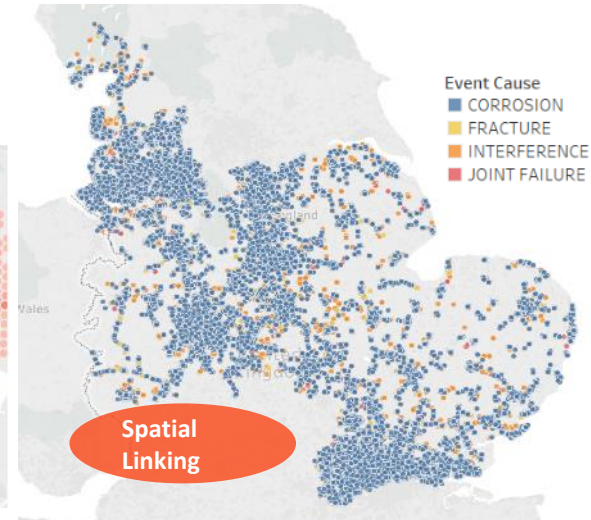 Event Cause
CORROSION
FRACTURE
INTERFERENCE
JOINT FAILURE
Wales
Spatial
Linking